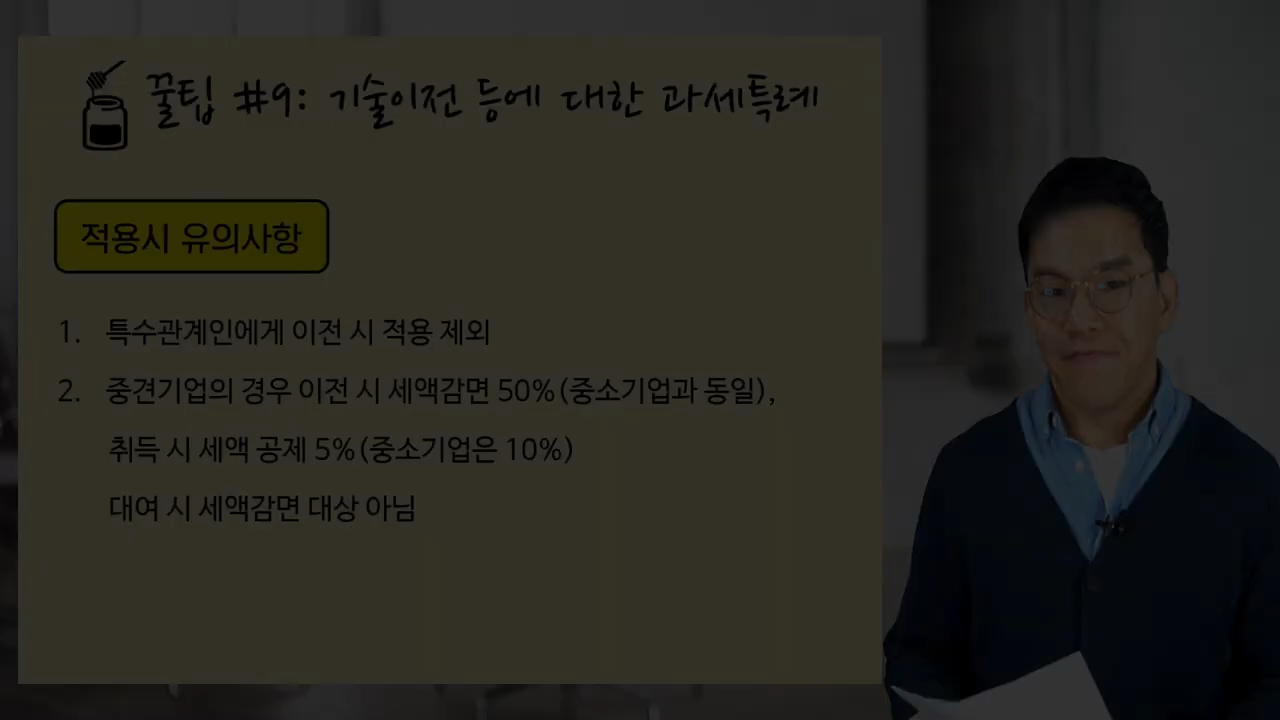 꿀팁 #9: 기술이전 등에 대한 과세특례
적용시 유의사항
1. 특수관계인에게 이전 시 적용 제외
2. 중견기업의 경우 이전 시 세액감면 50%(중소기업과 동일),
취득 시 세액 공제 5%(중소기업은 10%)
대여 시 세액감면 대상 아님